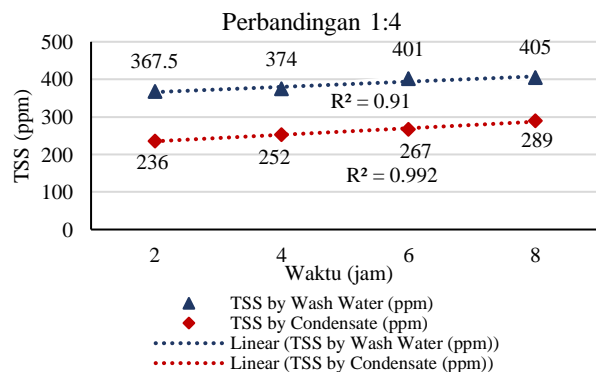 Perbandingan 1:4
TSS (ppm)
500
400
300
200
100
0
367.5 374 401 405
R² = 0.91
236 252 267 289
R² = 0.992
2 4 6 8
Waktu (jam)
TSS by Wash Water (ppm)
TSS by Condensate (ppm)
Linear (TSS by Wash Water (ppm))
Linear (TSS by Condensate (ppm))